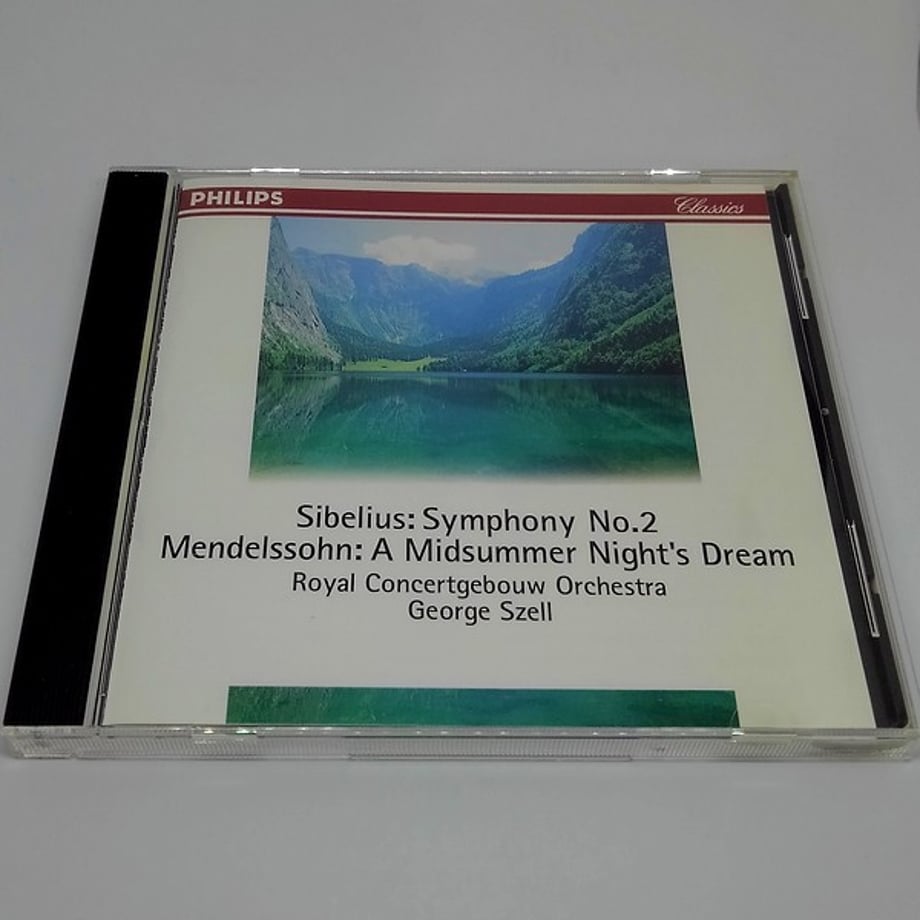 PHILIPS
Classics
Sibelius: Symphony No.2
Mendelssohn: A Midsummer Night's Dream
Royal Concertgebouw Orchestra
George Szell